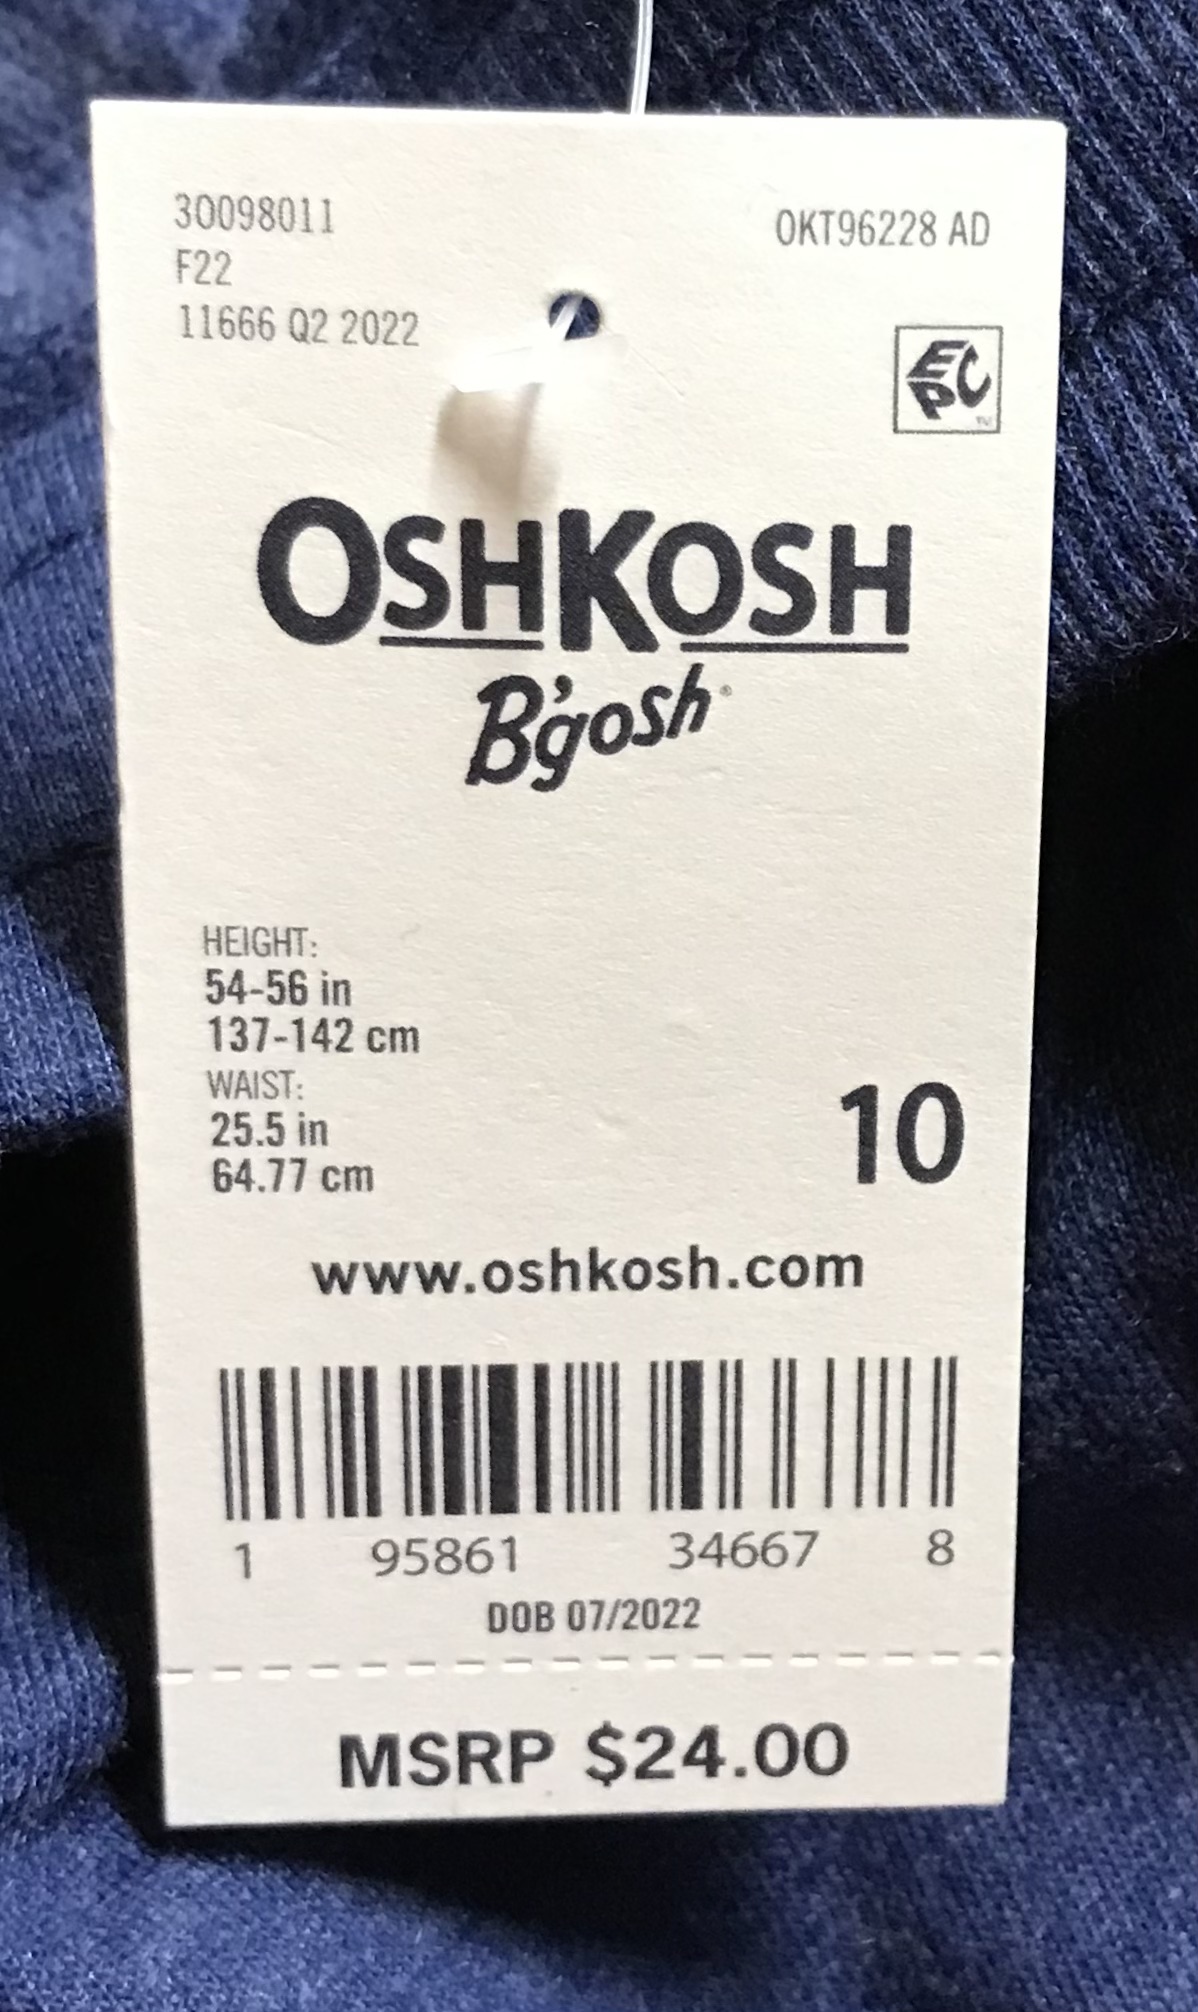 30098011
F22
11666 Q2 2022
OKT96228 AD
EPC
TM
OSHKOSH
B'gosh
HEIGHT:
54-56 in
137-142 cm
WAIST:
25.5 in
64.77 cm
10
www.oshkosh.com
1 95861 34667 8
DOB 07/2022
MSRP $24.00